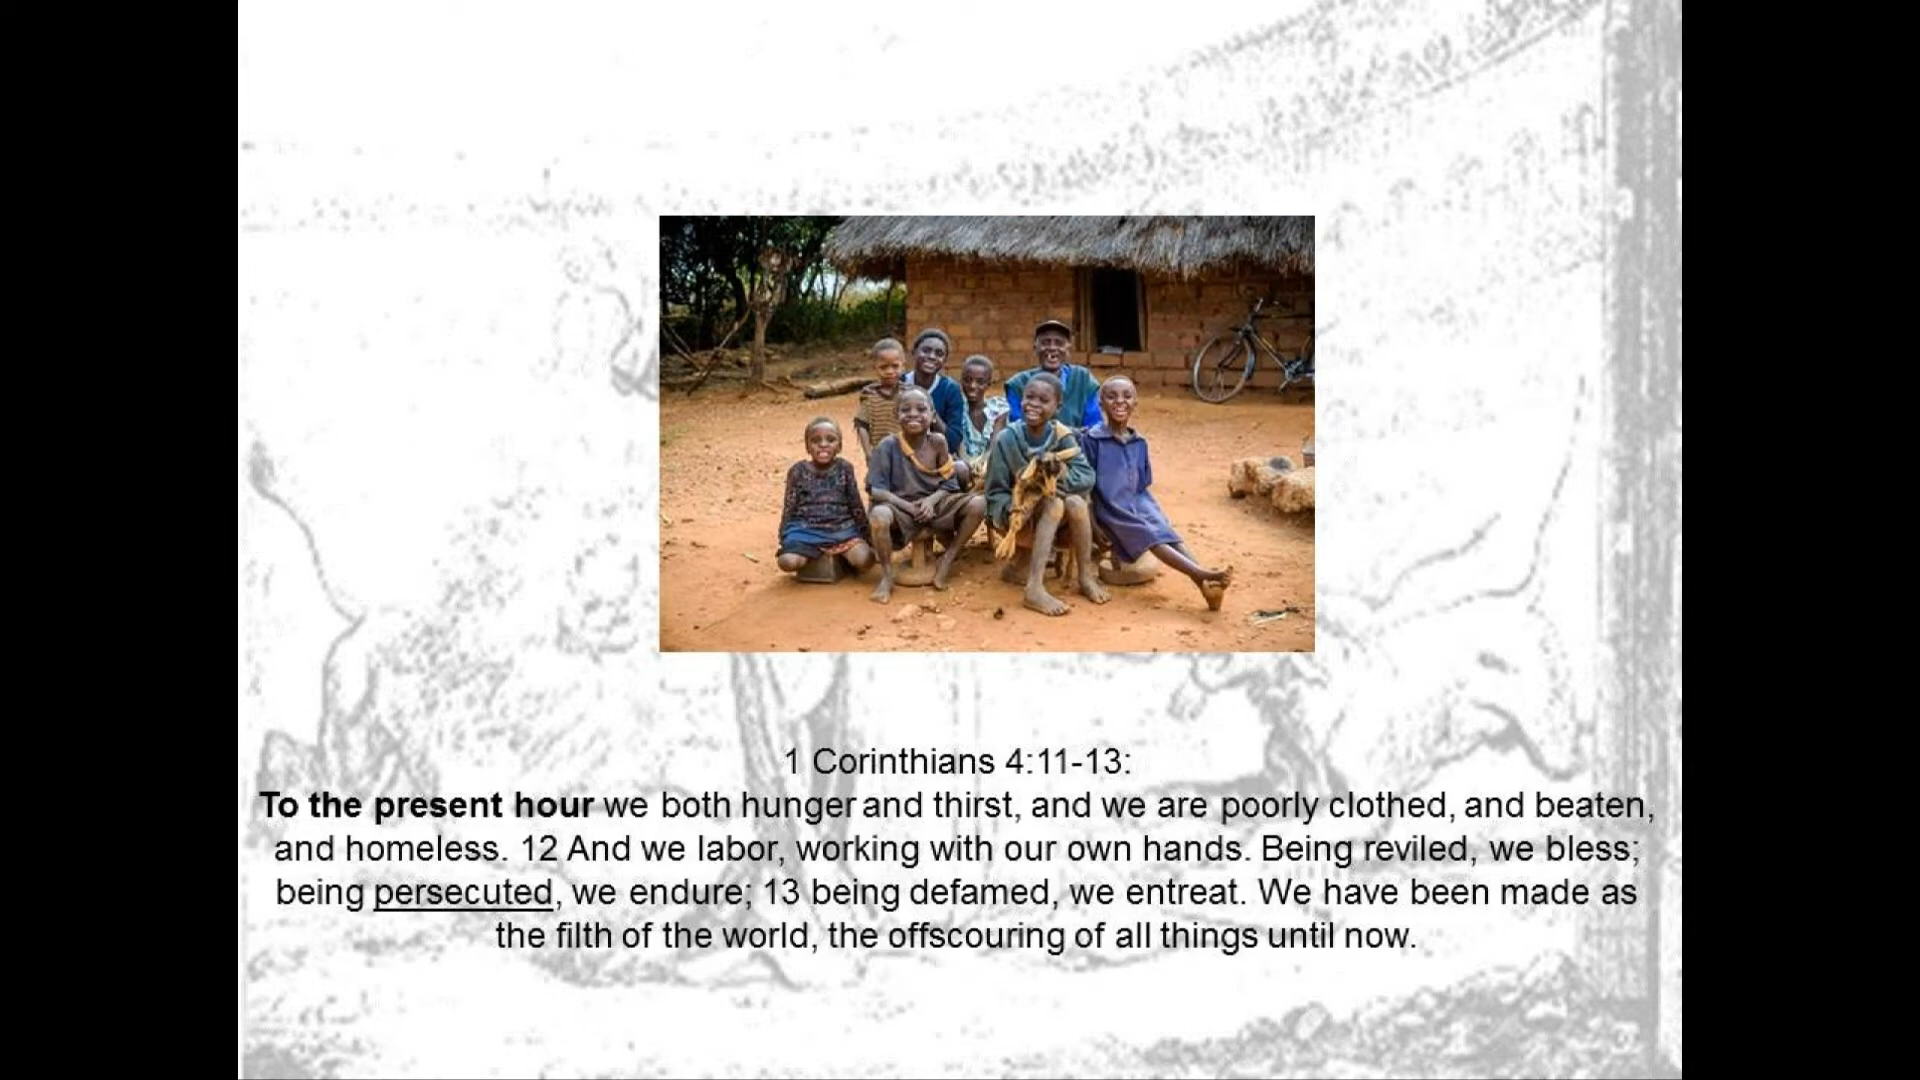 1 Corinthians 4:11-13:
To the present hour we both hunger and thirst, and we are poorly clothed, and beaten,
and homeless. 12 And we labor, working with our own hands. Being reviled, we bless;
being persecuted, we endure; 13 being defamed, we entreat. We have been made as
the filth of the world, the offscouring of all things until now.